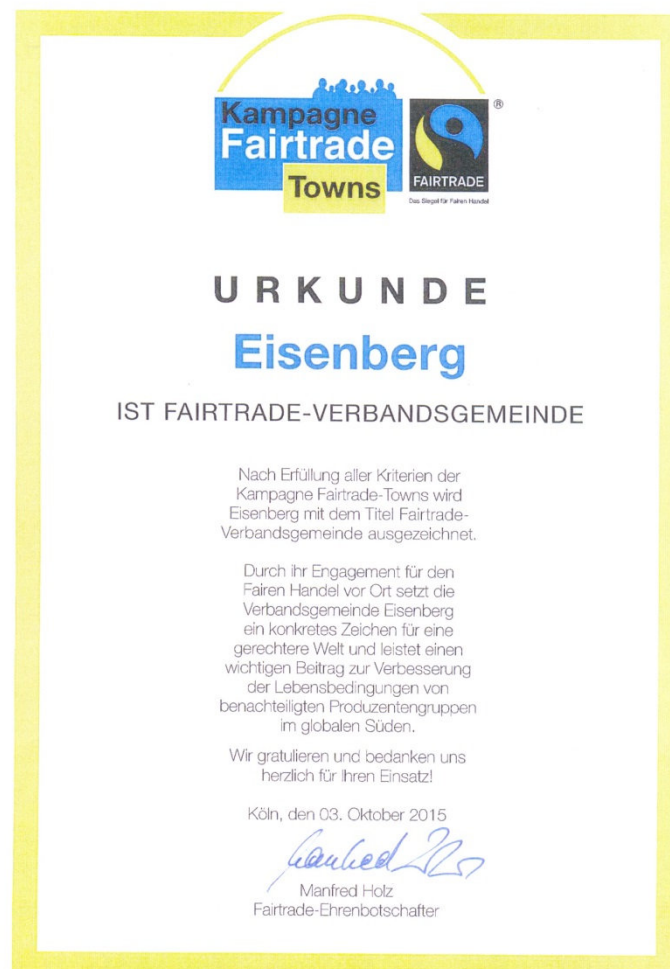 Kampagne
Fairtrade
Towns
FAIRTRADE
®
Das Siegel für Fairen Handel
URKUNDE
Eisenberg
IST FAIRTRADE-VERBANDSGEMEINDE
Nach Erfüllung aller Kriterien der
Kampagne Fairtrade-Towns wird
Eisenberg mit dem Titel Fairtrade-
Verbandsgemeinde ausgezeichnet.
Durch ihr Engagement für den
Fairen Handel vor Ort setzt die
Verbandsgemeinde Eisenberg
ein konkretes Zeichen für eine
gerechtere Welt und leistet einen
wichtigen Beitrag zur Verbesserung
der Lebensbedingungen von
benachteiligten Produzentengruppen
im globalen Süden.
Wir gratulieren und bedanken uns
herzlich für Ihren Einsatz!
Köln, den 03. Oktober 2015
Manfred Holz
Fairtrade-Ehrenbotschafter